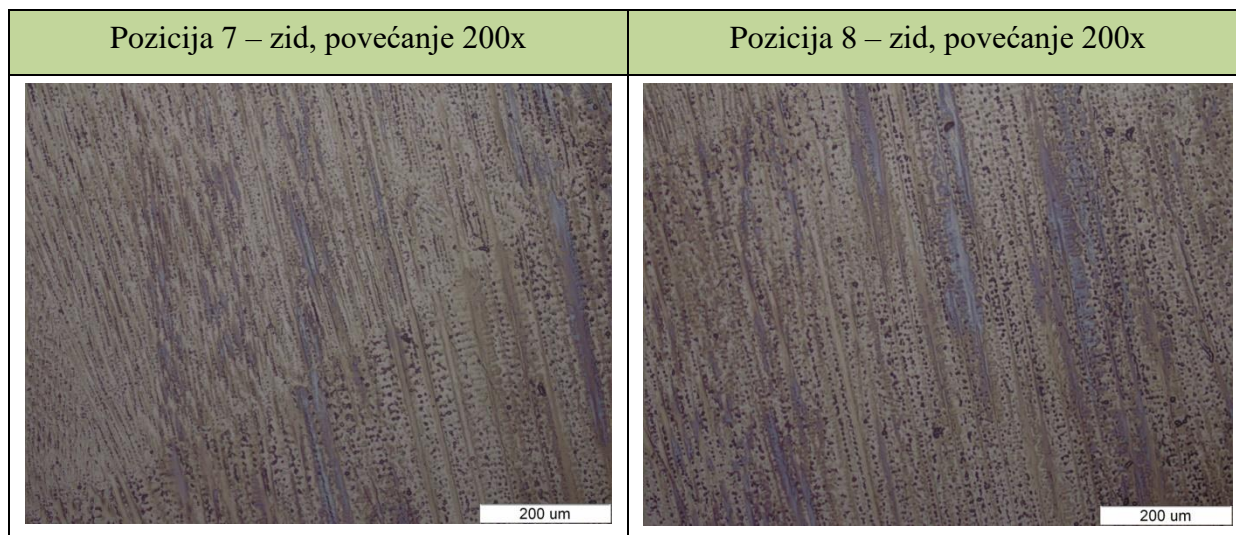 Pozicija 7 – zid, povećanje 200x
Pozicija 8 – zid, povećanje 200x
200 um
200 um